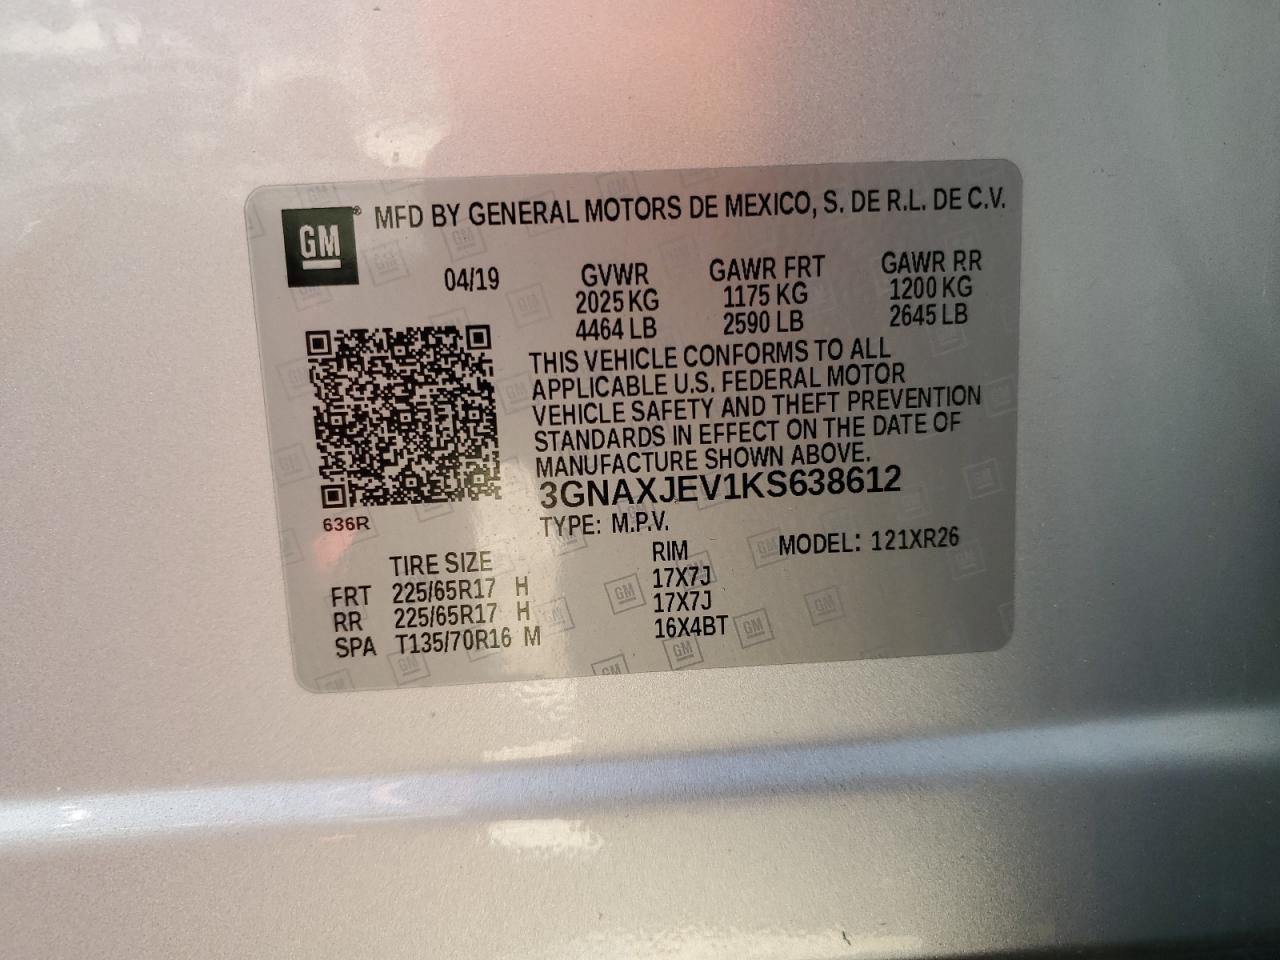 GM® MFD BY GENERAL MOTORS DE MEXICO, S. DE R.L. DE C.V.
04/19 GVWR GAWR FRT GAWR RR
2025 KG 1175 KG 1200 KG
4464 LB 2590 LB 2645 LB
THIS VEHICLE CONFORMS TO ALL
APPLICABLE U.S. FEDERAL MOTOR
VEHICLE SAFETY AND THEFT PREVENTION
STANDARDS IN EFFECT ON THE DATE OF
MANUFACTURE SHOWN ABOVE.
3GNAXJEV1KS638612
636R
TYPE: M.P.V. MODEL: 121XR26
TIRE SIZE RIM
FRT 225/65R17 H 17X7J
RR 225/65R17 H 17X7J
SPA T135/70R16 M 16X4BT